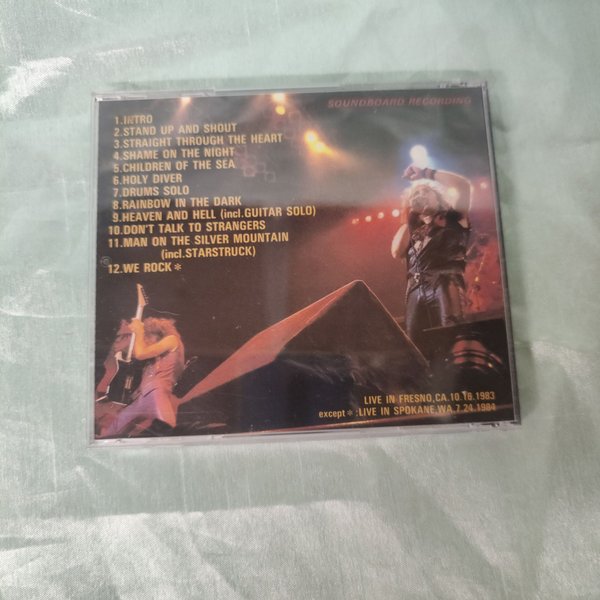 SOUNDBOARD RECORDING
1.INTRO
2.STAND UP AND SHOUT
3.STRAIGHT THROUGH THE HEART
4.SHAME ON THE NIGHT
5.CHILDREN OF THE SEA
6.HOLY DIVER
7.DRUMS SOLO
8.RAINBOW IN THE DARK
9.HEAVEN AND HELL (incl.GUITAR SOLO)
10.DON'T TALK TO STRANGERS
11.MAN ON THE SILVER MOUNTAIN
(incl.STARSTRUCK)
12.WE ROCK*
LIVE IN FRESNO,CA.10.16.1983
except* :LIVE IN SPOKANE,WA.7.24.1984